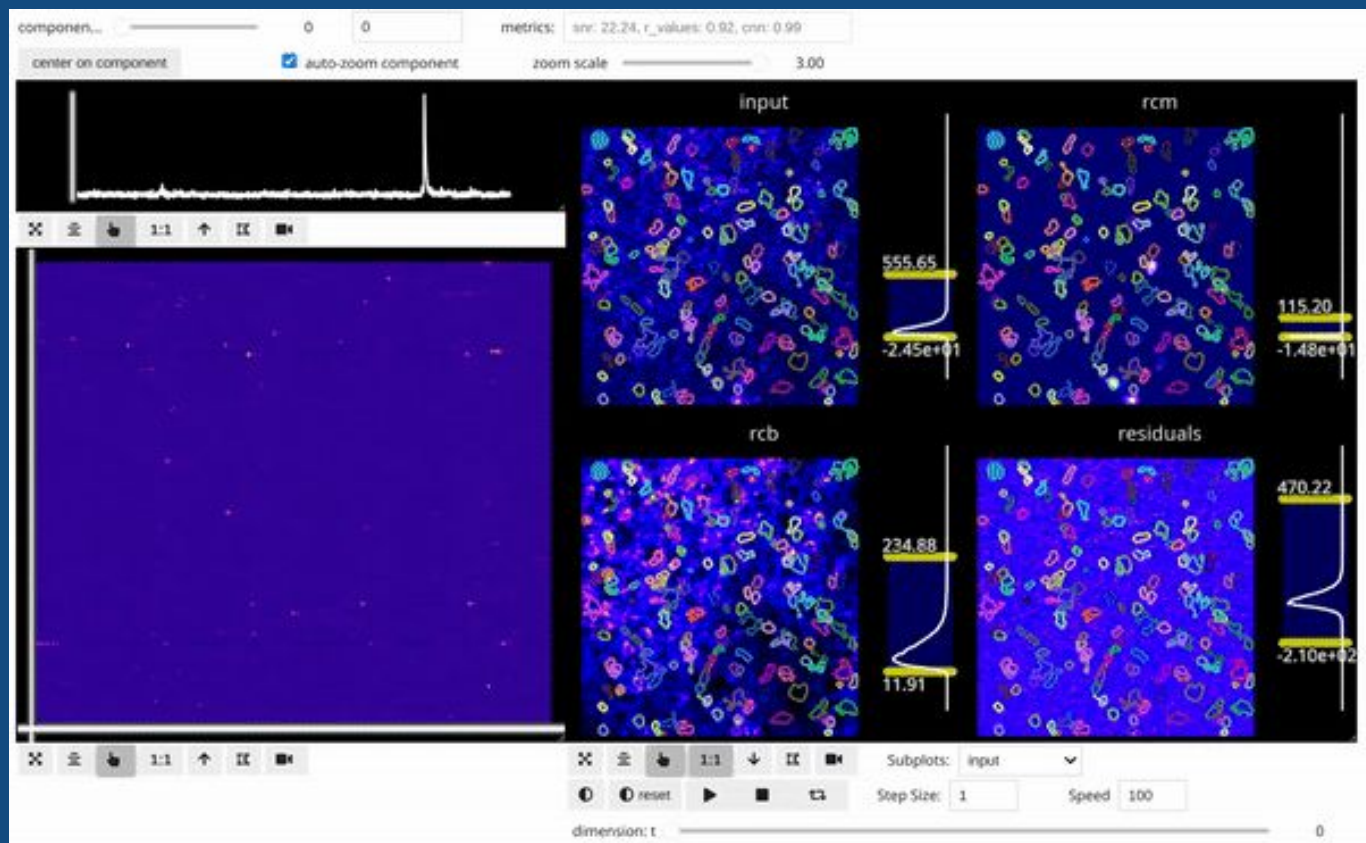 componen... 0 0 metrics: snr: 22.24, r_values: 0.92, cnn: 0.99
center on component auto-zoom component zoom scale 3.00
input rcm
555.65
-2.45e+01
115.20
-1.48e+01
1:1
rcb residuals
234.88
11.91
470.22
-2.10e+02
1:1 1:1 Subplots: input
reset Step Size: 1 Speed 100
dimension: t 0